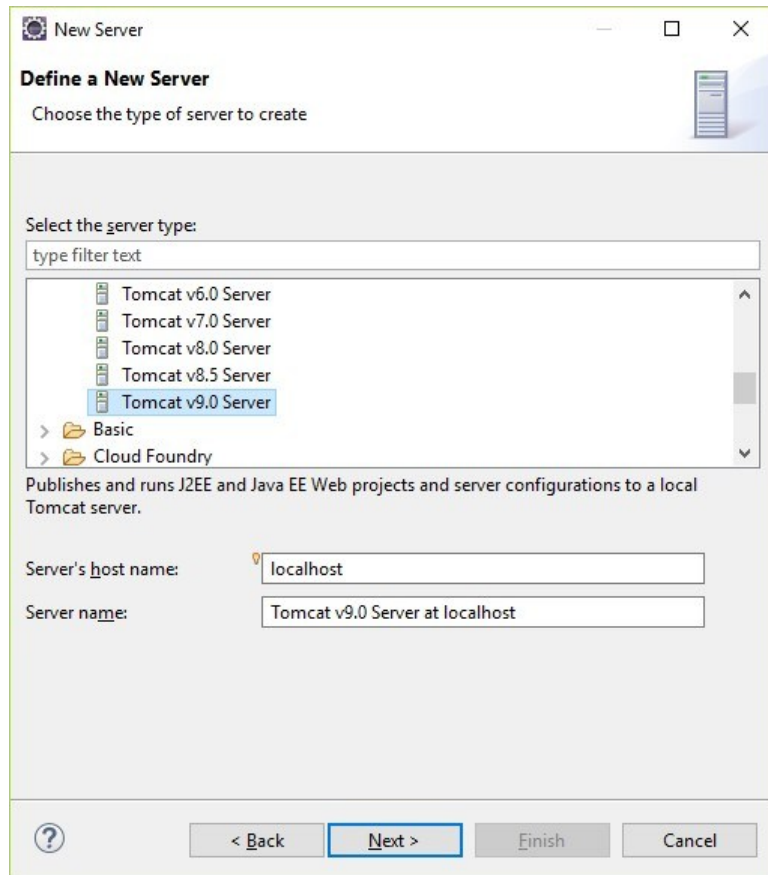 New Server
Define a New Server
Choose the type of server to create
Select the server type:
type filter text
Tomcat v6.0 Server
Tomcat v7.0 Server
Tomcat v8.0 Server
Tomcat v8.5 Server
Tomcat v9.0 Server
Basic
Cloud Foundry
Publishes and runs J2EE and Java EE Web projects and server configurations to a local
Tomcat server.
Server's host name: localhost
Server name: Tomcat v9.0 Server at localhost
? < Back Next > Finish Cancel